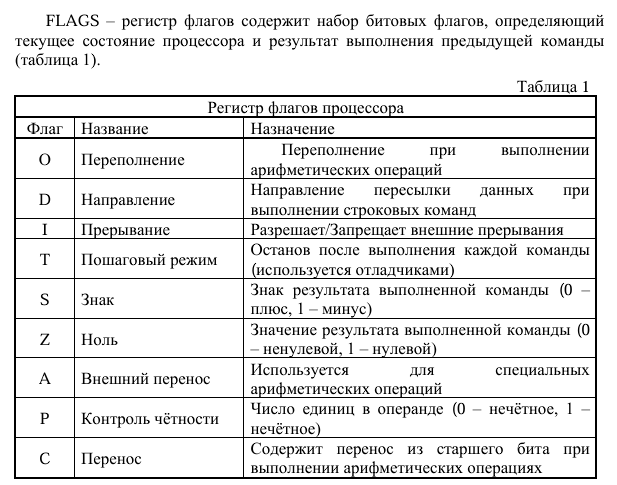 FLAGS – регистр флагов содержит набор битовых флагов, определяющий
текущее состояние процессора и результат выполнения предыдущей команды
(таблица 1).
Таблица 1
Регистр флагов процессора
Флаг Название Назначение
O Переполнение Переполнение при выполнении
арифметических операций
D Направление Направление пересылки данных при
выполнении строковых команд
I Прерывание Разрешает/Запрещает внешние прерывания
T Пошаговый режим Останов после выполнения каждой команды
(используется отладчиками)
S Знак Знак результата выполненной команды (0 –
плюс, 1 – минус)
Z Ноль Значение результата выполненной команды (0
– ненулевой, 1 – нулевой)
A Внешний перенос Используется для специальных
арифметических операций
P Контроль чётности Число единиц в операнде (0 – нечётное, 1 –
нечётное)
C Перенос Содержит перенос из старшего бита при
выполнении арифметических операциях